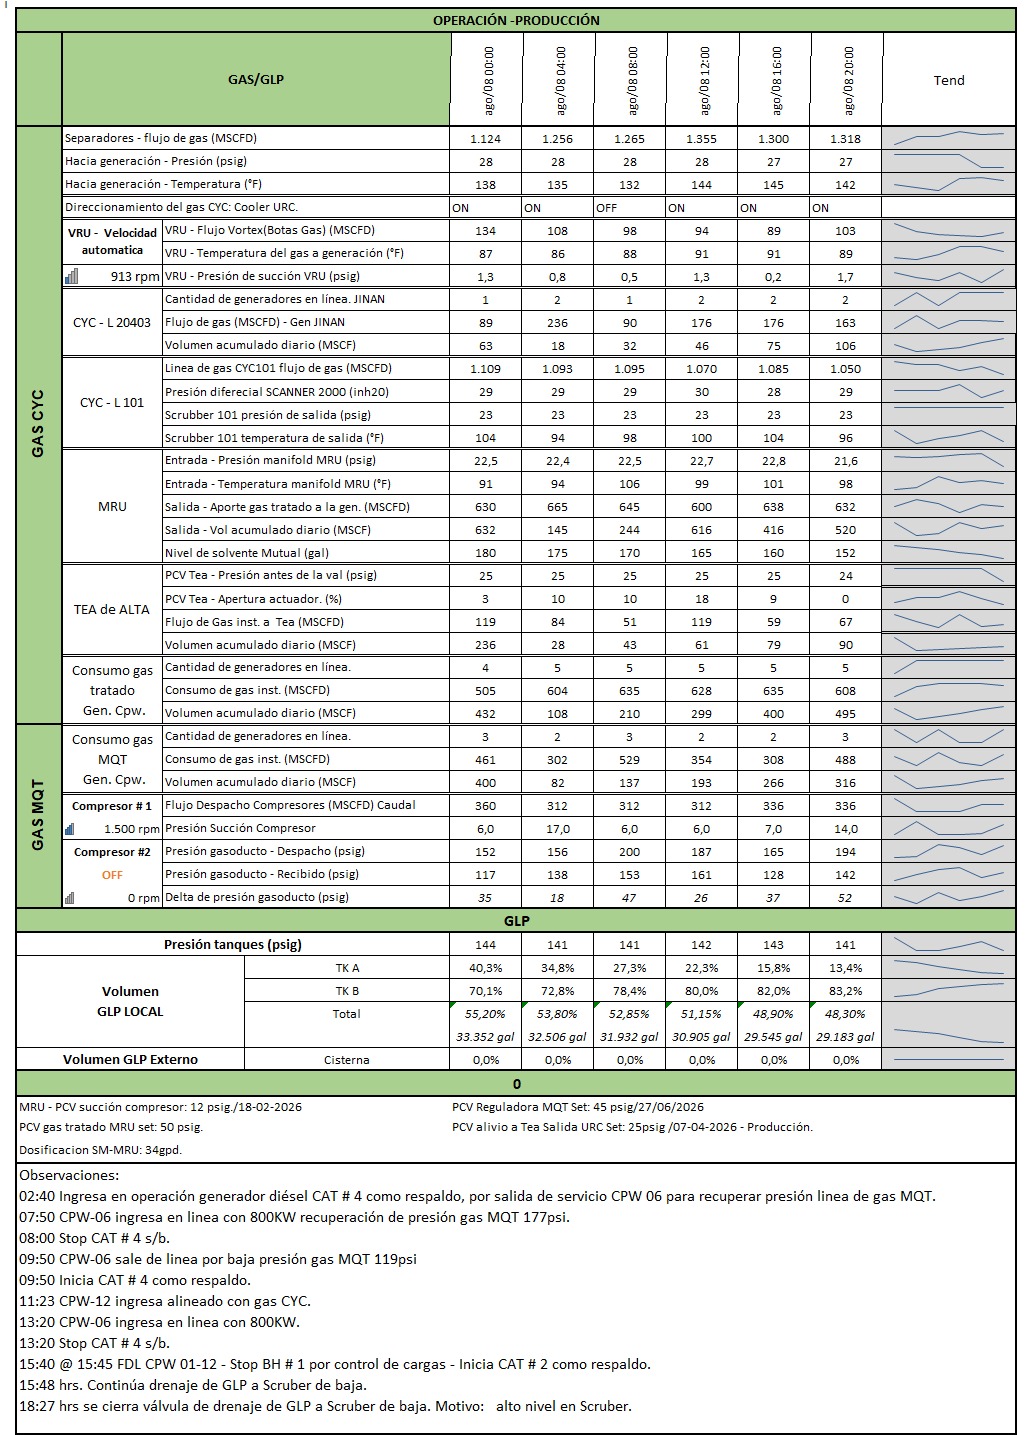 OPERACIÓN -PRODUCCIÓN
GAS/GLP ago/08 00:00 ago/08 04:00 ago/08 08:00 ago/08 12:00 ago/08 16:00 ago/08 20:00 Tend
GAS CYC
Separadores - flujo de gas (MSCFD) 1.124 1.256 1.265 1.355 1.300 1.318
Hacia generación - Presión (psig) 28 28 28 28 27 27
Hacia generación - Temperatura (°F) 138 135 132 144 145 142
Direccionamiento del gas CYC: Cooler URC. ON ON OFF ON ON ON
VRU - Velocidad automatica
913 rpm
VRU - Flujo Vortex(Botas Gas) (MSCFD) 134 108 98 94 89 103
VRU - Temperatura del gas a generación (°F) 87 86 88 91 91 89
VRU - Presión de succión VRU (psig) 1,3 0,8 0,5 1,3 0,2 1,7
CYC - L 20403
Cantidad de generadores en línea. JINAN 1 2 1 2 2 2
Flujo de gas (MSCFD) - Gen JINAN 89 236 90 176 176 163
Volumen acumulado diario (MSCF) 63 18 32 46 75 106
CYC - L 101
Linea de gas CYC101 flujo de gas (MSCFD) 1.109 1.093 1.095 1.070 1.085 1.050
Presión diferecial SCANNER 2000 (inh20) 29 29 29 30 28 29
Scrubber 101 presión de salida (psig) 23 23 23 23 23 23
Scrubber 101 temperatura de salida (°F) 104 94 98 100 104 96
MRU
Entrada - Presión manifold MRU (psig) 22,5 22,4 22,5 22,7 22,8 21,6
Entrada - Temperatura manifold MRU (°F) 91 94 106 99 101 98
Salida - Aporte gas tratado a la gen. (MSCFD) 630 665 645 600 638 632
Salida - Vol acumulado diario (MSCF) 632 145 244 616 416 520
Nivel de solvente Mutual (gal) 180 175 170 165 160 152
TEA de ALTA
PCV Tea - Presión antes de la val (psig) 25 25 25 25 25 24
PCV Tea - Apertura actuador. (%) 3 10 10 18 9 0
Flujo de Gas inst. a Tea (MSCFD) 119 84 51 119 59 67
Volumen acumulado diario (MSCF) 236 28 43 61 79 90
Consumo gas
tratado
Gen. Cpw.
Cantidad de generadores en línea. 4 5 5 5 5 5
Consumo de gas inst. (MSCFD) 505 604 635 628 635 608
Volumen acumulado diario (MSCF) 432 108 210 299 400 495
GAS MQT
Consumo gas
MQT
Gen. Cpw.
Cantidad de generadores en línea. 3 2 3 2 2 3
Consumo de gas inst. (MSCFD) 461 302 529 354 308 488
Volumen acumulado diario (MSCF) 400 82 137 193 266 316
Compresor # 1
1.500 rpm
Flujo Despacho Compresores (MSCFD) Caudal 360 312 312 312 336 336
Presión Succión Compresor 6,0 17,0 6,0 6,0 7,0 14,0
Compresor #2
OFF
0 rpm
Presión gasoducto - Despacho (psig) 152 156 200 187 165 194
Presión gasoducto - Recibido (psig) 117 138 153 161 128 142
Delta de presión gasoducto (psig) 35 18 47 26 37 52
GLP
Presión tanques (psig) 144 141 141 142 143 141
Volumen
GLP LOCAL
TK A 40,3% 34,8% 27,3% 22,3% 15,8% 13,4%
TK B 70,1% 72,8% 78,4% 80,0% 82,0% 83,2%
Total 55,20% 53,80% 52,85% 51,15% 48,90% 48,30%
33.352 gal 32.506 gal 31.932 gal 30.905 gal 29.545 gal 29.183 gal
Volumen GLP Externo Cisterna 0,0% 0,0% 0,0% 0,0% 0,0% 0,0%
0
MRU - PCV succión compresor: 12 psig./18-02-2026 PCV Reguladora MQT Set: 45 psig/27/06/2026
PCV gas tratado MRU set: 50 psig. PCV alivio a Tea Salida URC Set: 25psig /07-04-2026 - Producción.
Dosificacion SM-MRU: 34gpd.
Observaciones:
02:40 Ingresa en operación generador diésel CAT # 4 como respaldo, por salida de servicio CPW 06 para recuperar presión linea de gas MQT.
07:50 CPW-06 ingresa en linea con 800KW recuperación de presión gas MQT 177psi.
08:00 Stop CAT # 4 s/b.
09:50 CPW-06 sale de linea por baja presión gas MQT 119psi
09:50 Inicia CAT # 4 como respaldo.
11:23 CPW-12 ingresa alineado con gas CYC.
13:20 CPW-06 ingresa en linea con 800KW.
13:20 Stop CAT # 4 s/b.
15:40 @ 15:45 FDL CPW 01-12 - Stop BH # 1 por control de cargas - Inicia CAT # 2 como respaldo.
15:48 hrs. Continúa drenaje de GLP a Scruber de baja.
18:27 hrs se cierra válvula de drenaje de GLP a Scruber de baja. Motivo: alto nivel en Scruber.